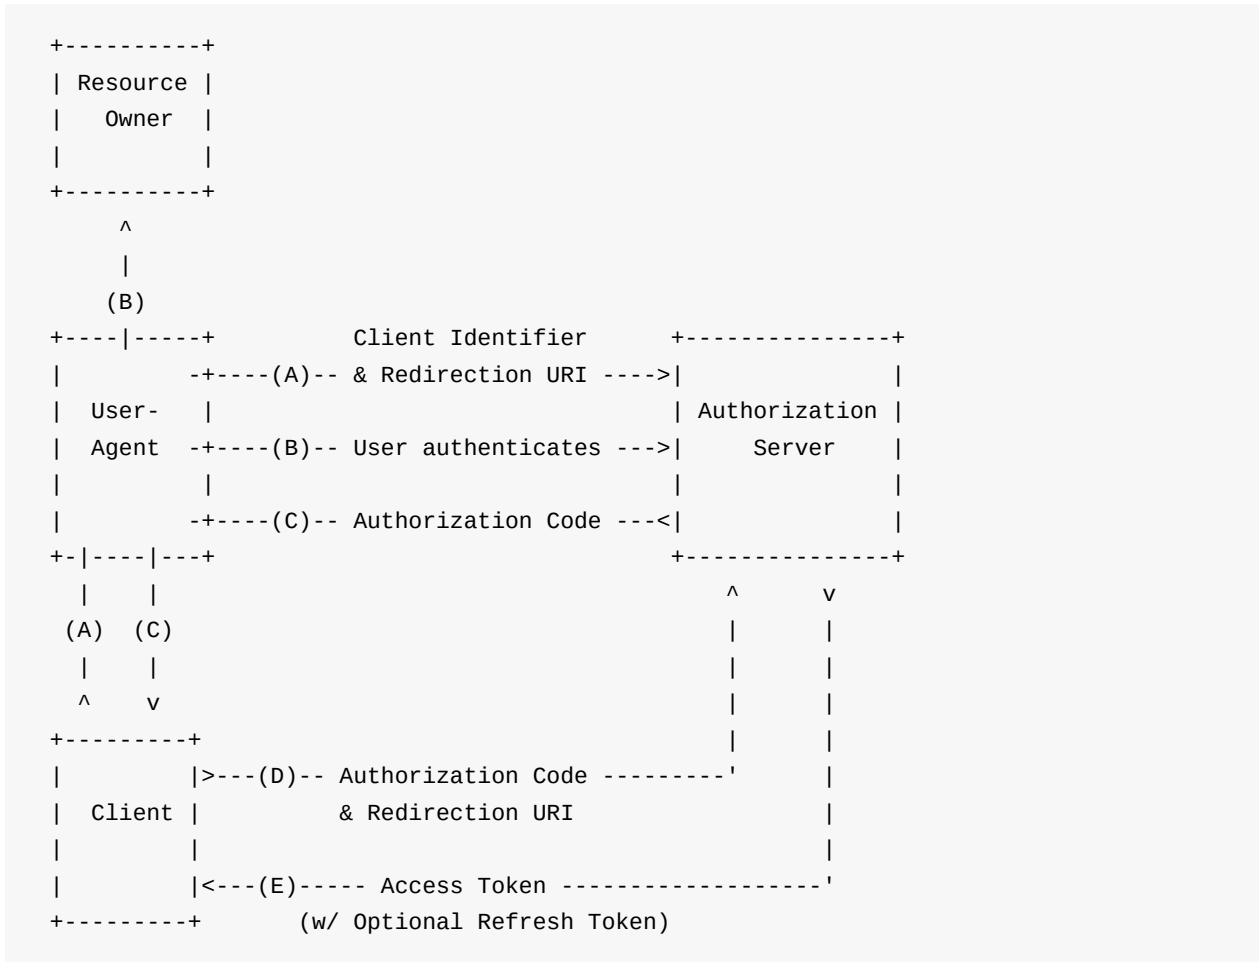 +----------+
| Resource |
|   Owner  |
|          |
+----------+
     ^
     |
    (B)
+----|-----+          Client Identifier      +---------------+
|         -+----(A)-- & Redirection URI ---->|               |
|  User-   |                                 | Authorization |
|  Agent  -+----(B)-- User authenticates --->|     Server    |
|          |                                 |               |
|         -+----(C)-- Authorization Code ---<|               |
+-|----|---+                                 +---------------+
  |    |                                         ^      v
 (A)  (C)                                        |      |
  |    |                                         |      |
  ^    v                                         |      |
+---------+                                      |      |
|         |>---(D)-- Authorization Code ---------'      |
|  Client |          & Redirection URI                  |
|         |                                             |
|         |<---(E)----- Access Token -------------------'
+---------+       (w/ Optional Refresh Token)